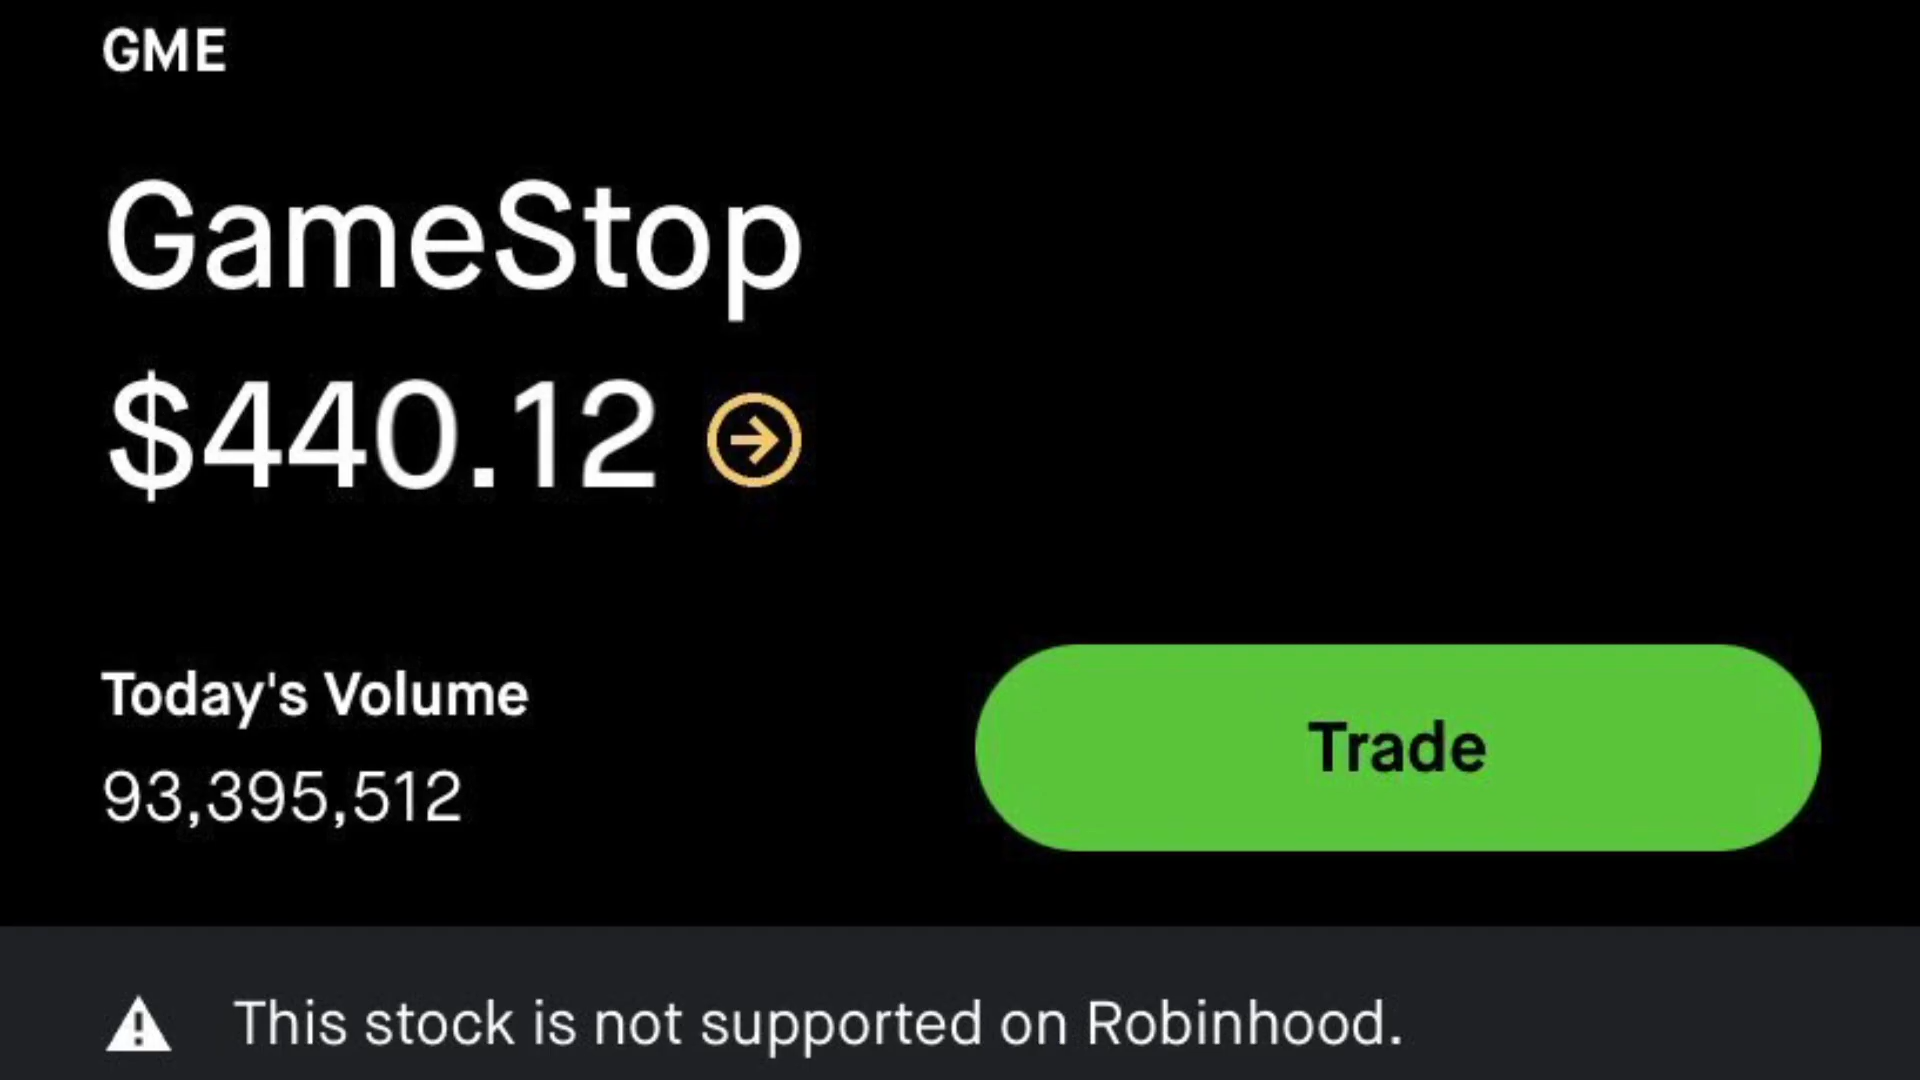 GME
GameStop
$440.12
Today's Volume
93,395,512
Trade
This stock is not supported on Robinhood.